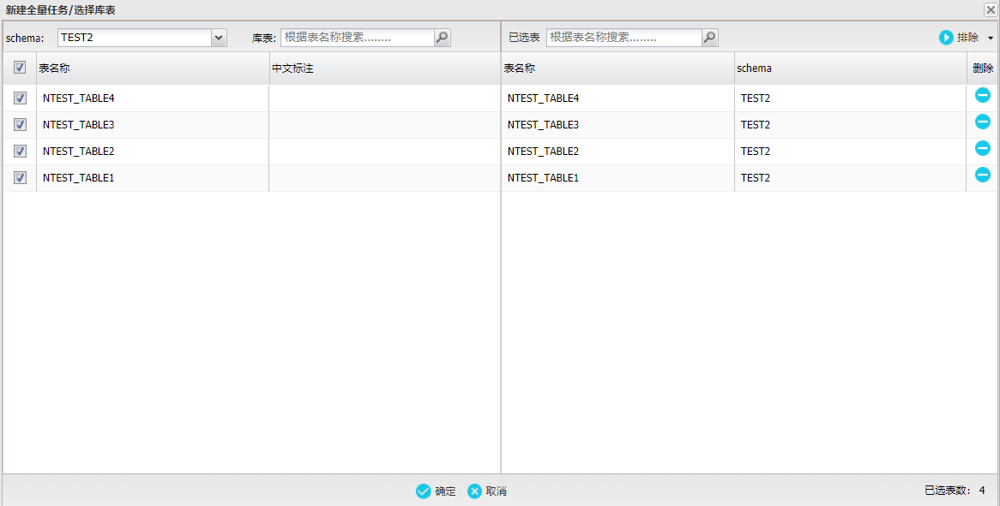 新建全量任务/选择库表
schema: TEST2 库表: 根据表名称搜索........ 已选表 根据表名称搜索........ 排除
表名称 中文标注 表名称 schema 删除
NTEST_TABLE4 NTEST_TABLE4 TEST2
NTEST_TABLE3 NTEST_TABLE3 TEST2
NTEST_TABLE2 NTEST_TABLE2 TEST2
NTEST_TABLE1 NTEST_TABLE1 TEST2
确定 取消 已选表数: 4